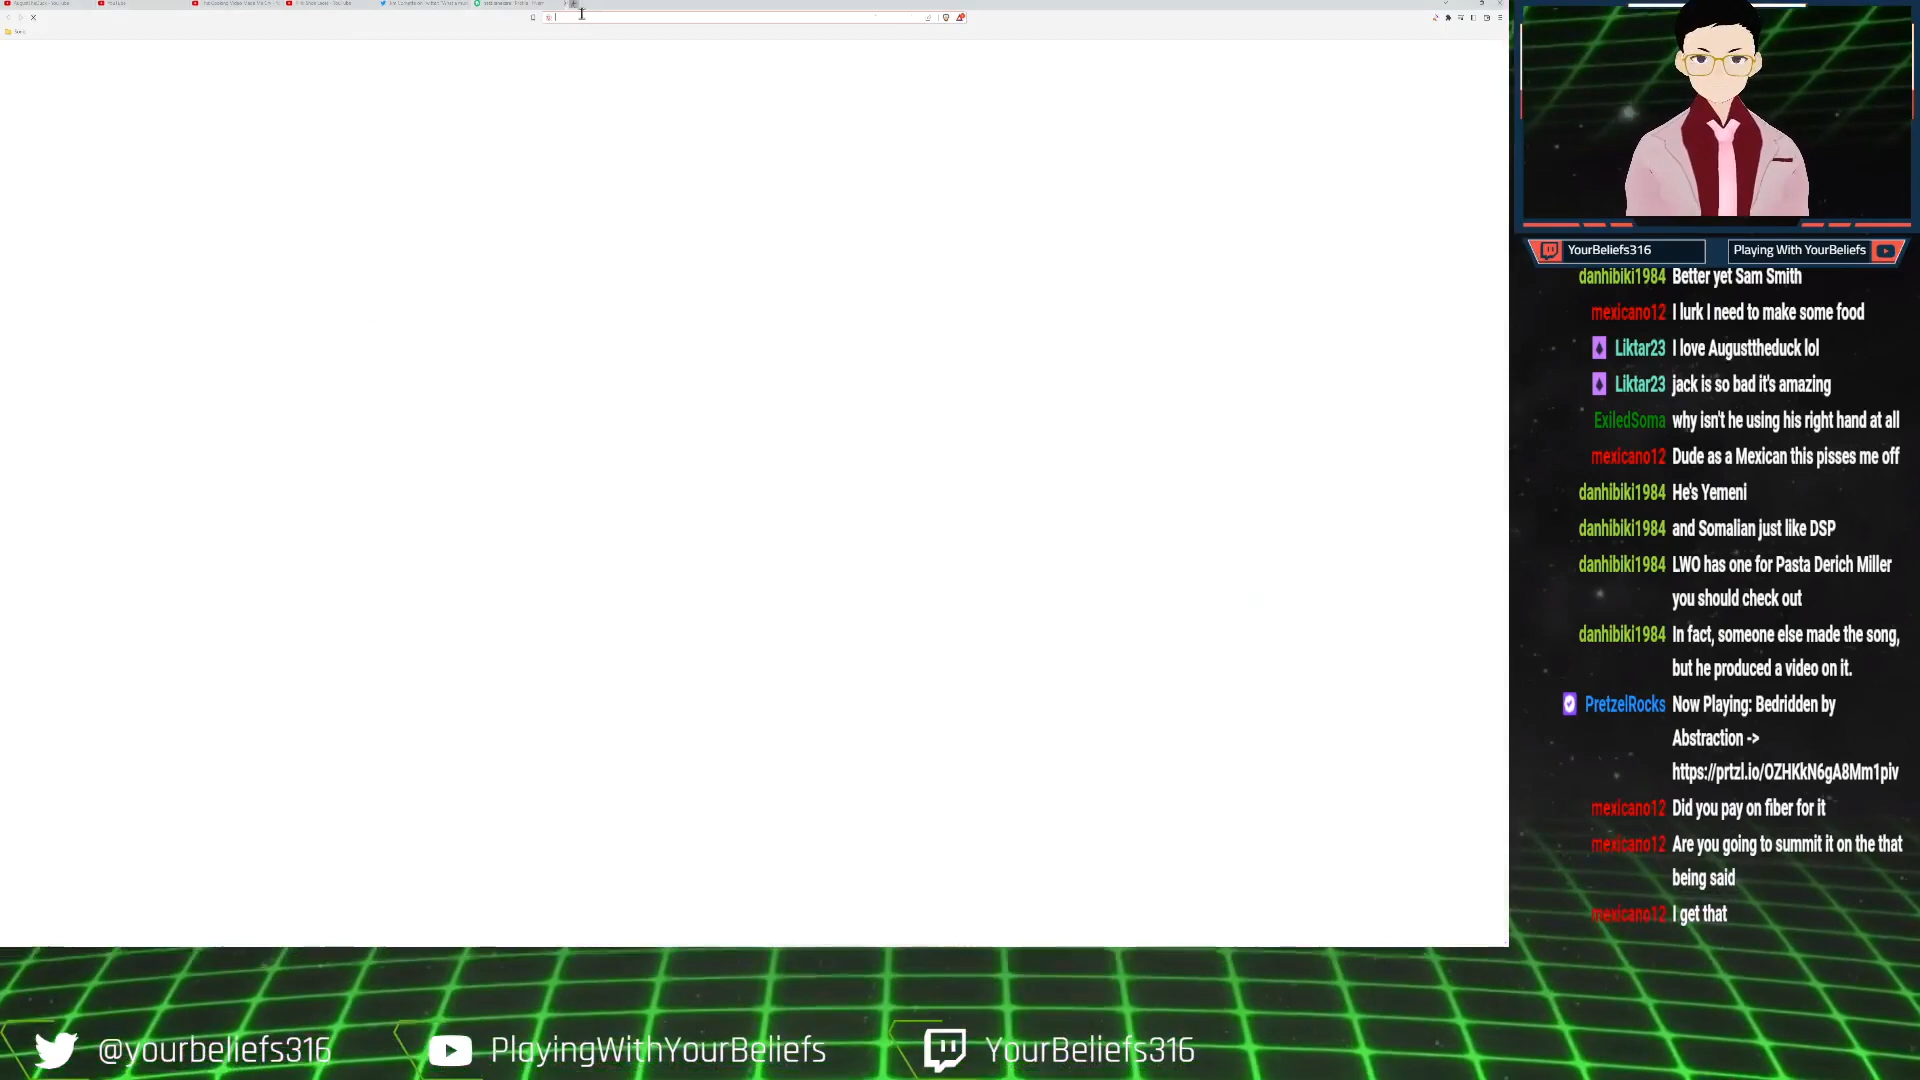 YouTube
YourBeliefs316
Playing With YourBeliefs
danhibiki1984 Better yet Sam Smith
mexicano12 I lurk I need to make some food
Liktar23 I love Augusttheduck lol
Liktar23 jack is so bad it's amazing
ExiledSoma why isn't he using his right hand at all
mexicano12 Dude as a Mexican this pisses me off
danhibiki1984 He's Yemeni
danhibiki1984 and Somalian just like DSP
danhibiki1984 LWO has one for Pasta Derich Miller
you should check out
danhibiki1984 In fact, someone else made the song,
but he produced a video on it.
PretzelRocks Now Playing: Bedridden by
Abstraction ->
https://prtzl.io/OZHKkN6gA8Mm1piv
mexicano12 Did you pay on fiber for it
mexicano12 Are you going to summit it on the that
being said
mexicano12 I get that
@yourbeliefs316
PlayingWithYourBeliefs
YourBeliefs316